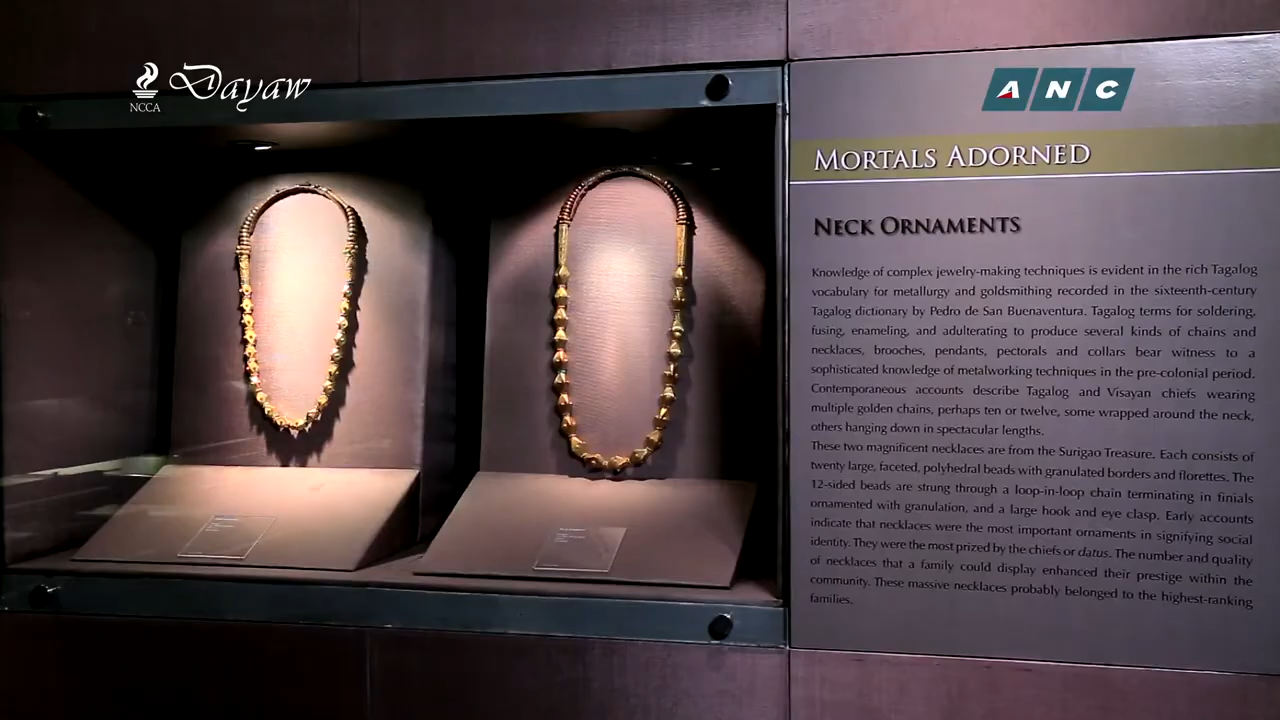 NCCA
Dayaw
ANC
MORTALS ADORNED
NECK ORNAMENTS
Knowledge of complex jewelry-making techniques is evident in the rich Tagalog
vocabulary for metallurgy and goldsmithing recorded in the sixteenth-century
Tagalog dictionary by Pedro de San Buenaventura. Tagalog terms for soldering,
fusing, enameling, and adulterating to produce several kinds of chains and
necklaces, brooches, pendants, pectorals and collars bear witness to a
sophisticated knowledge of metalworking techniques in the pre-colonial period.
Contemporaneous accounts describe Tagalog and Visayan chiefs wearing
multiple golden chains, perhaps ten or twelve, some wrapped around the neck,
others hanging down in spectacular lengths.
These two magnificent necklaces are from the Surigao Treasure. Each consists of
twenty large, faceted, polyhedral beads with granulated borders and florettes. The
12-sided beads are strung through a loop-in-loop chain terminating in finials
ornamented with granulation, and a large hook and eye clasp. Early accounts
indicate that necklaces were the most important ornaments in signifying social
identity. They were the most prized by the chiefs or datus. The number and quality
of necklaces that a family could display enhanced their prestige within the
community. These massive necklaces probably belonged to the highest-ranking
families.